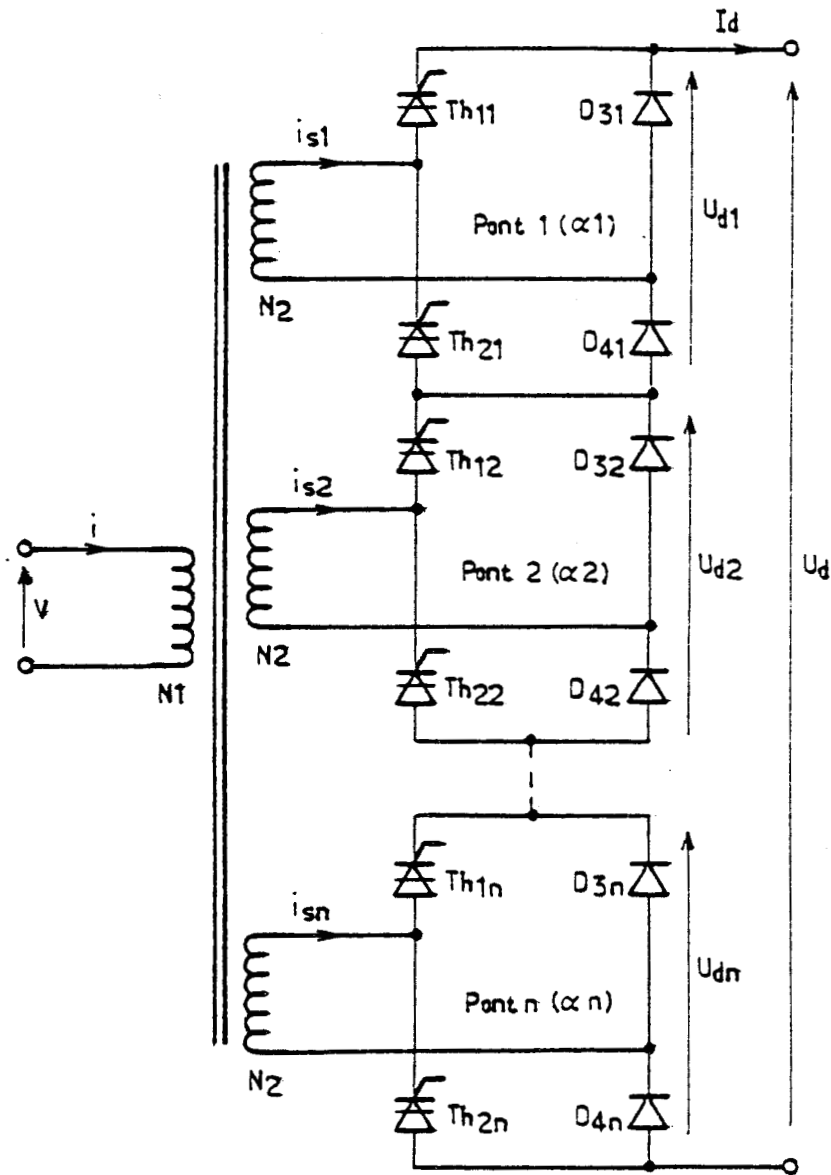 Id
Th11
D31
is1
Pont 1 (α1)
Ud1
N2
Th21
D41
Th12
D32
is2
i
Pont 2 (α2)
Ud2
Ud
V
N2
N1
Th22
D42
Th1n
D3n
isn
Udn
Pont n (αn)
N2
Th2n
D4n